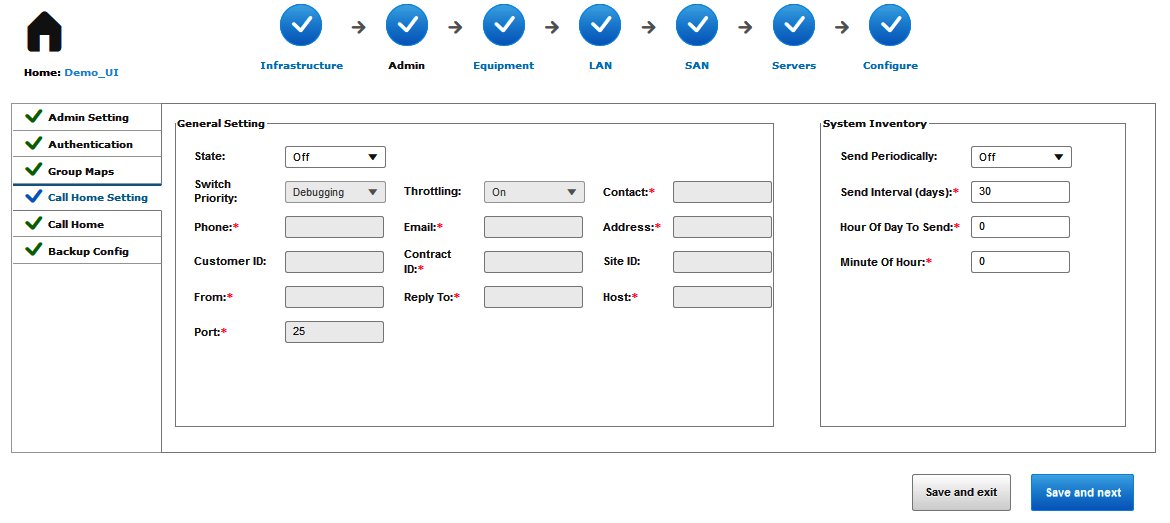 Home: Demo_UI
Infrastructure
Admin
Equipment
LAN
SAN
Servers
Configure
Admin Setting
Authentication
Group Maps
Call Home Setting
Call Home
Backup Config
General Setting
State:
Off
Switch
Priority:
Debugging
Throttling:
On
Contact:*
Phone:*
Email:*
Address:*
Customer ID:
Contract
ID:*
Site ID:
From:*
Reply To:*
Host:*
Port:*
25
System Inventory
Send Periodically:
Off
Send Interval (days):*
30
Hour Of Day To Send:*
0
Minute Of Hour:*
0
Save and exit
Save and next